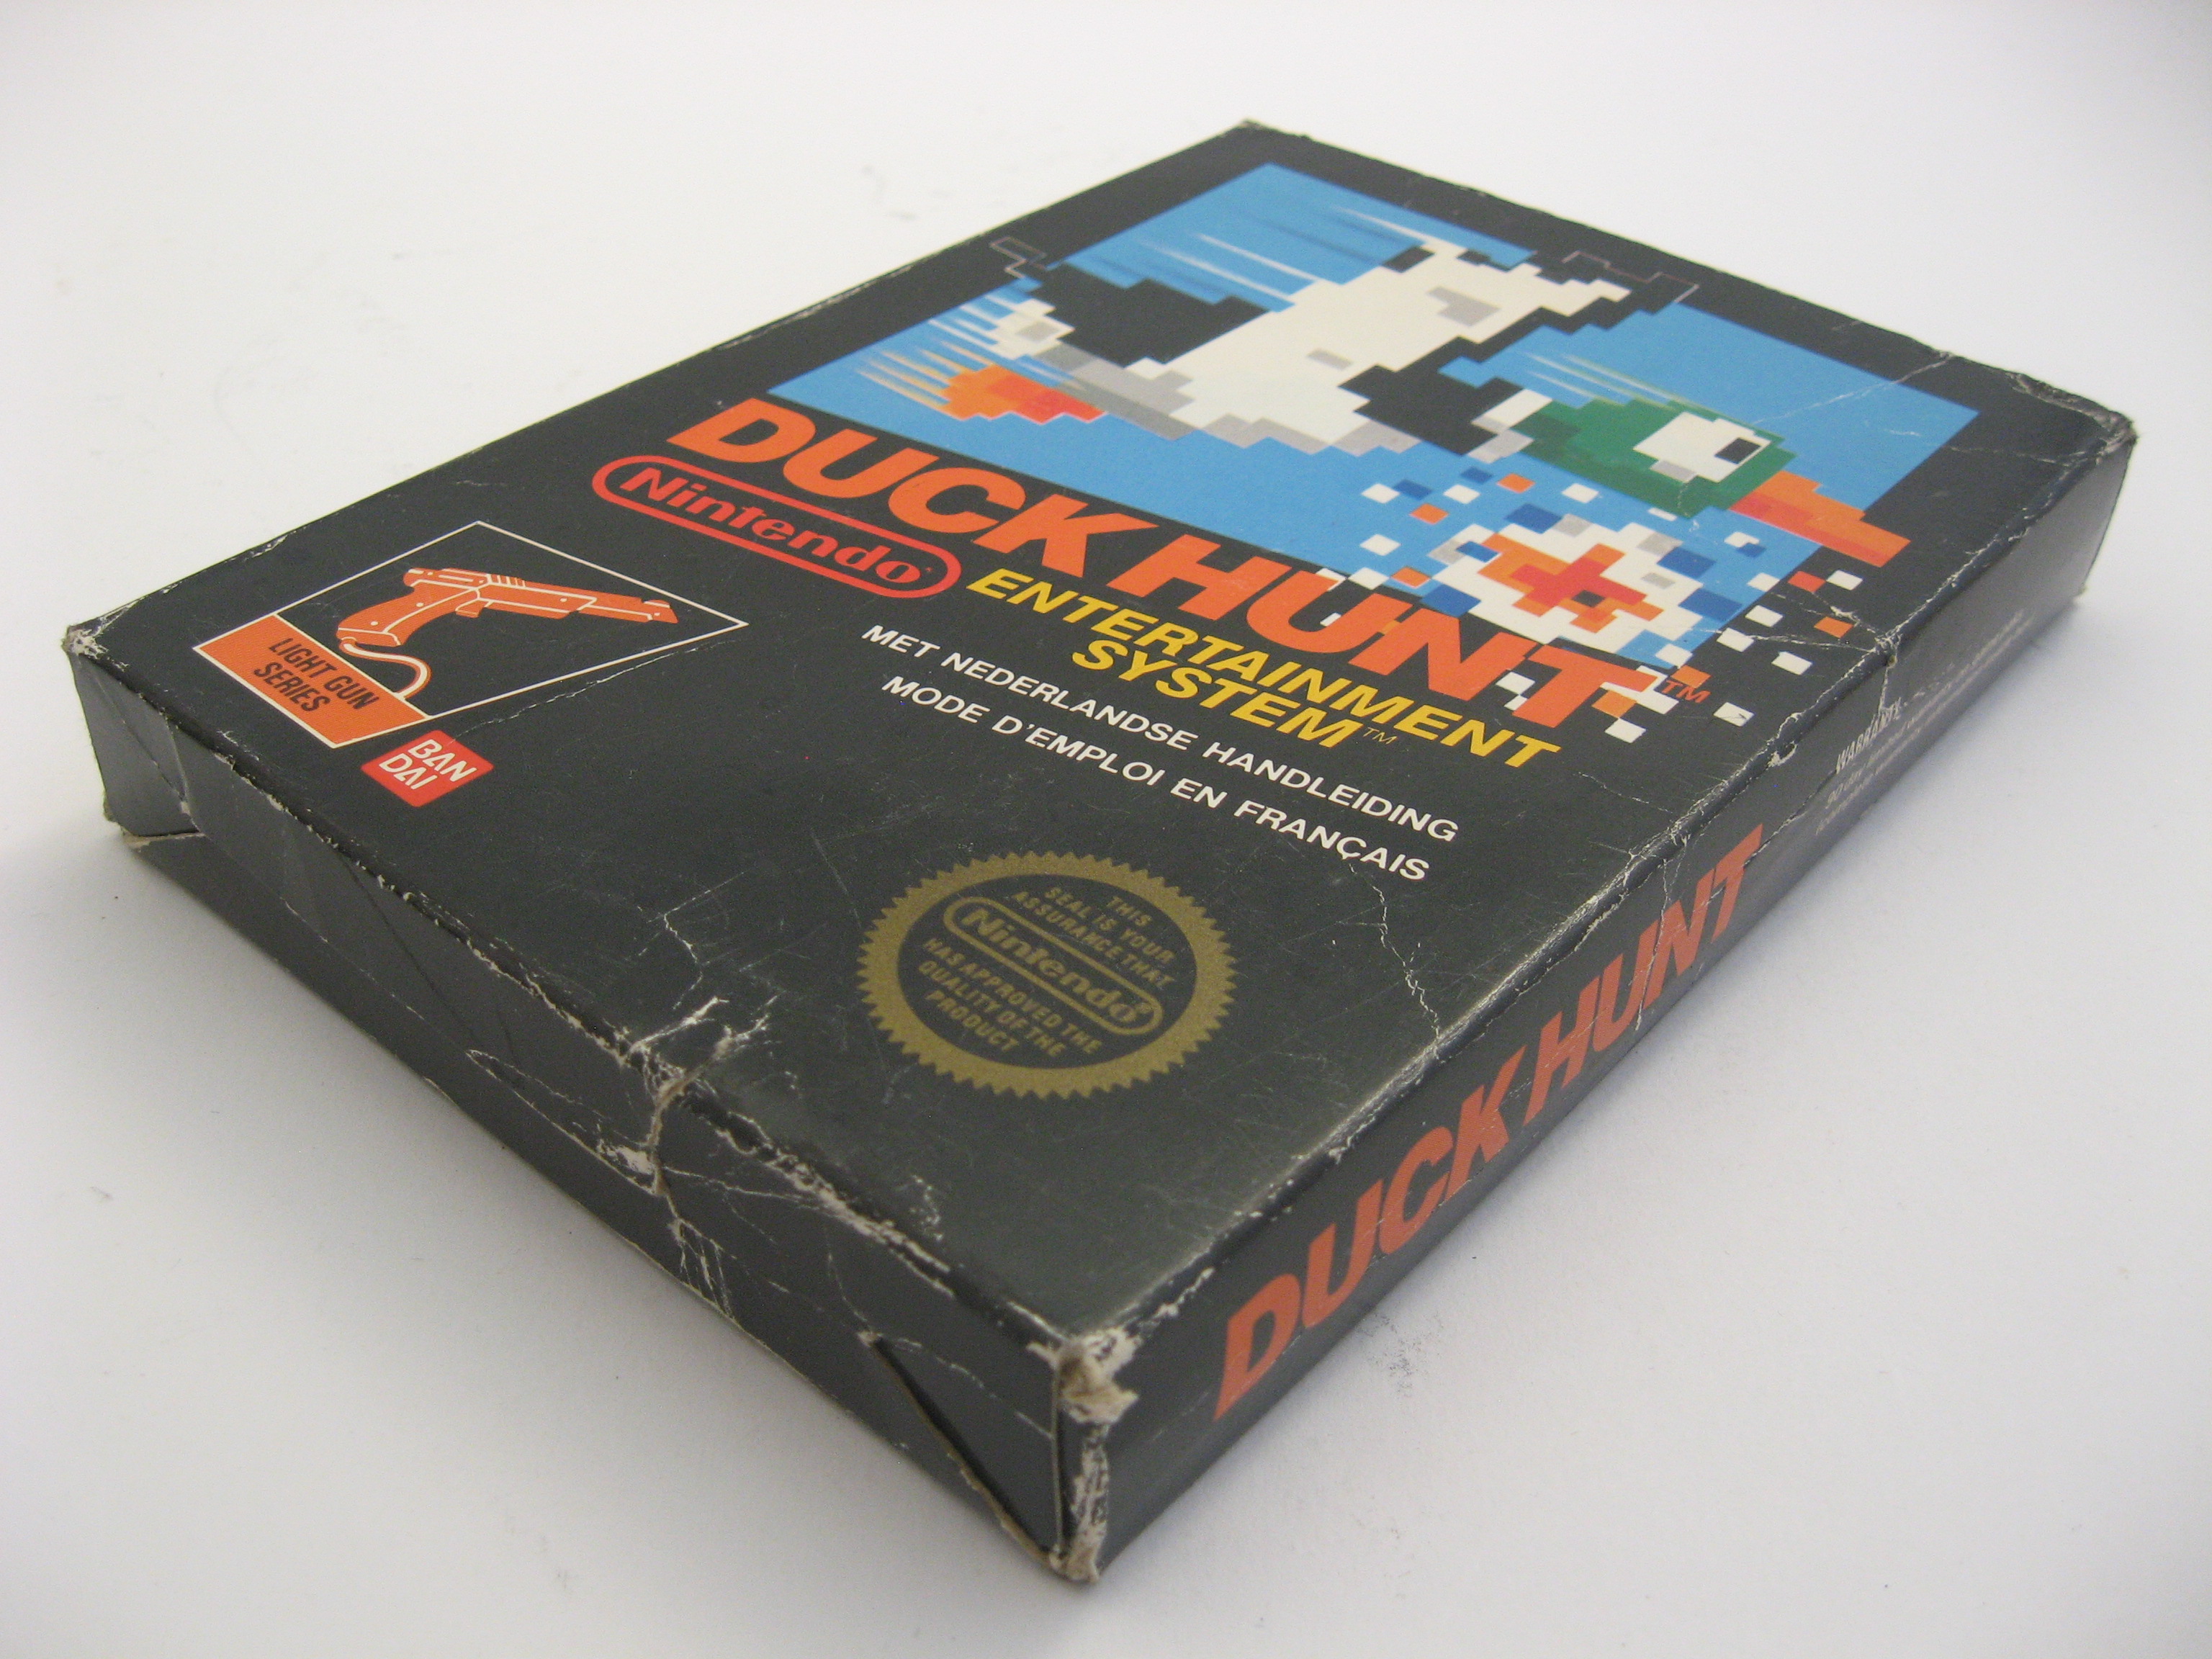 DUCK HUNT™
Nintendo®
ENTERTAINMENT
SYSTEM™
MET NEDERLANDSE HANDLEIDING
MODE D'EMPLOI EN FRANÇAIS
LIGHT GUN
SERIES
BAN
DAI
THIS
SEAL IS YOUR
ASSURANCE THAT
Nintendo®
HAS APPROVED THE
QUALITY OF THE
PRODUCT
DUCK HUNT